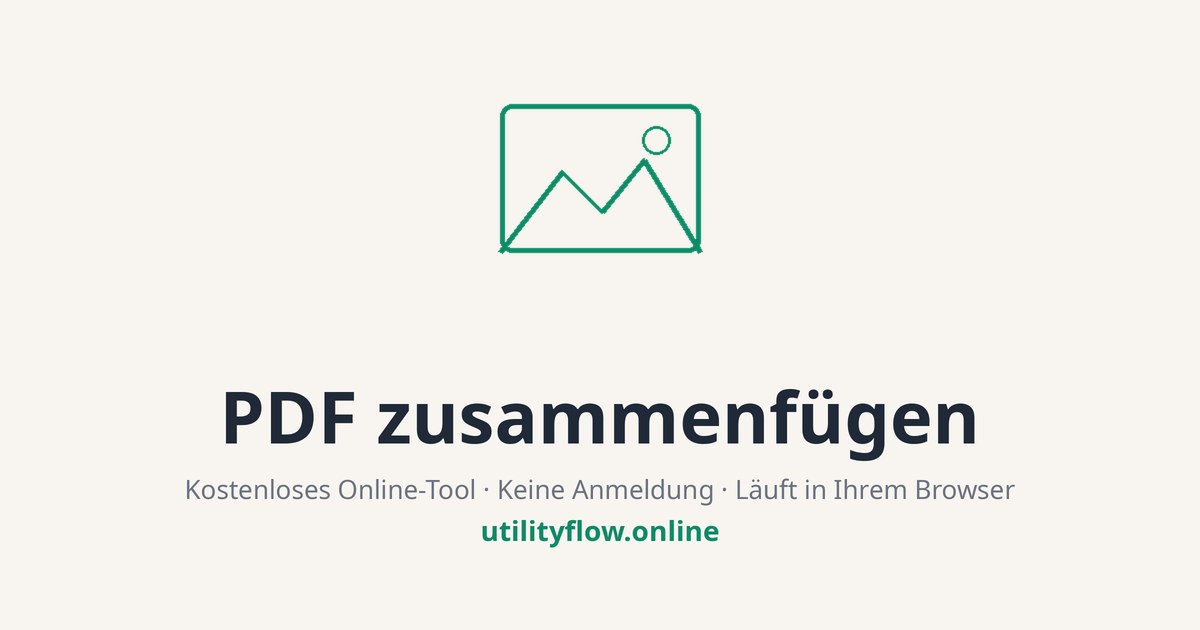 PDF zusammenfügen
Kostenloses Online-Tool · Keine Anmeldung · Läuft in Ihrem Browser
utilityflow.online